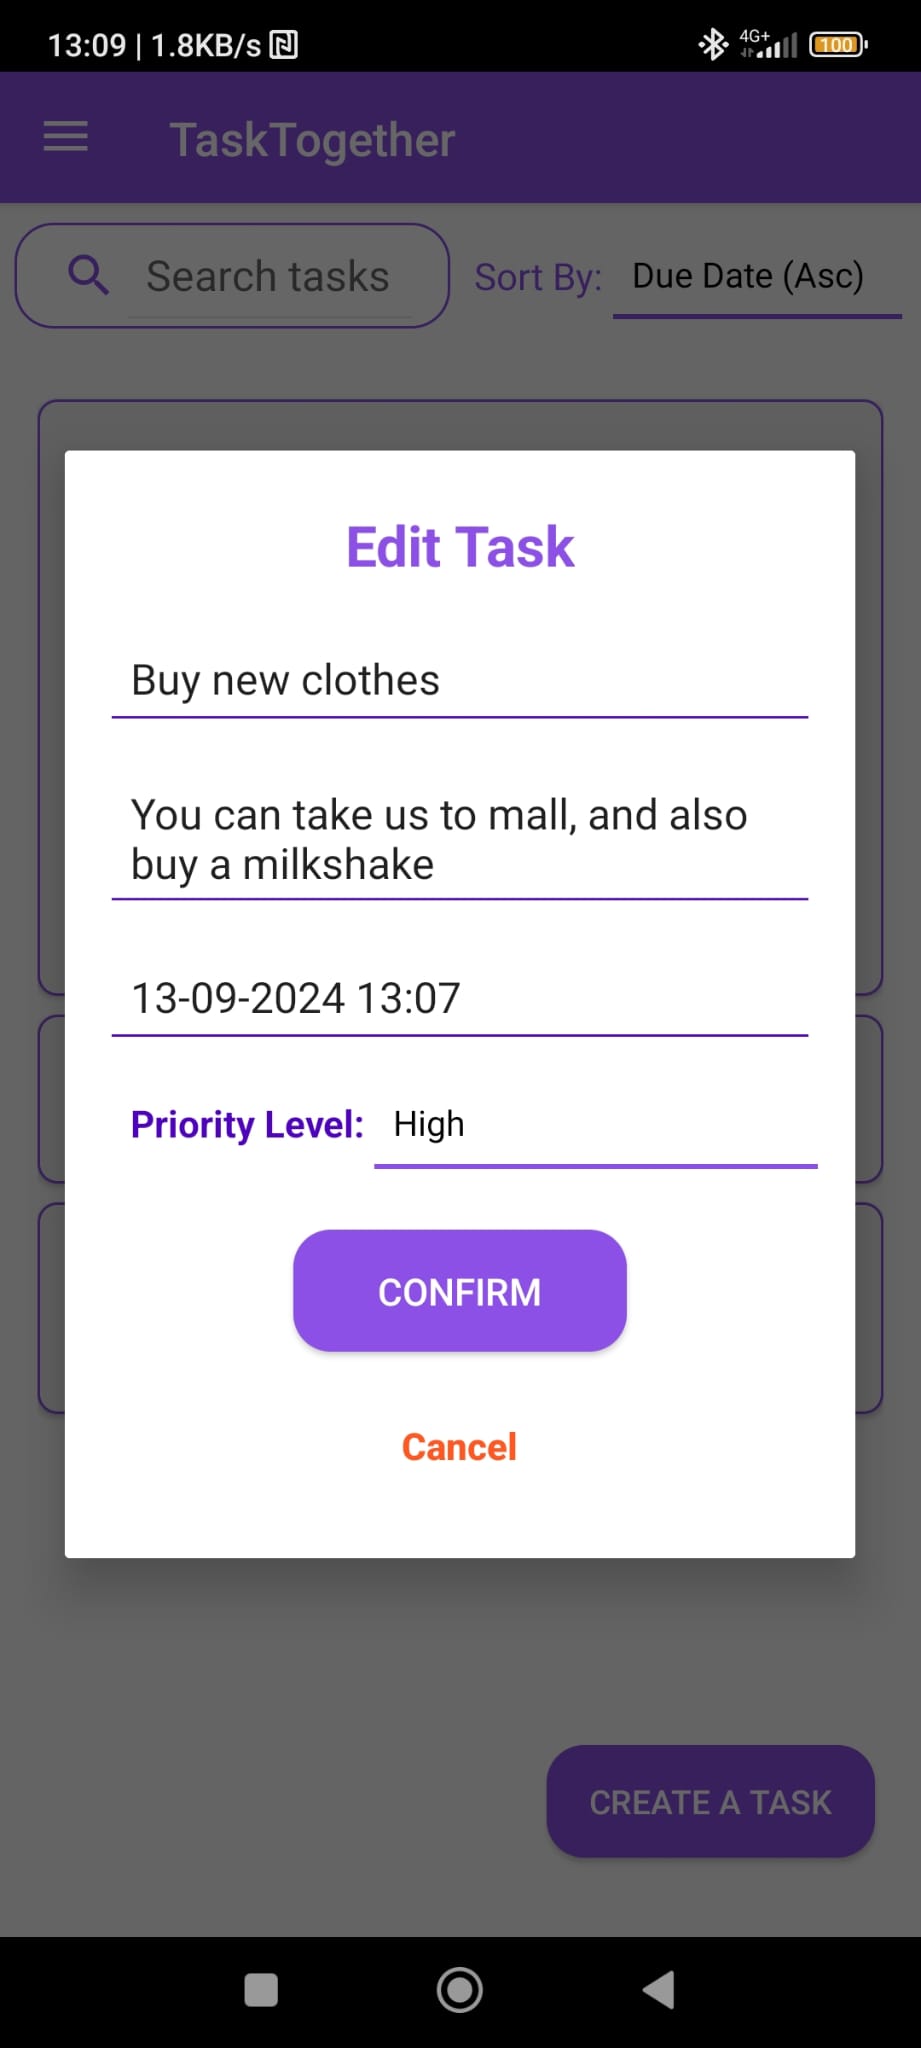 13:09 | 1.8KB/s
4G+
100
TaskTogether
Search tasks
Sort By:
Due Date (Asc)
Edit Task
Buy new clothes
You can take us to mall, and also
buy a milkshake
13-09-2024 13:07
Priority Level:
High
CONFIRM
Cancel
CREATE A TASK